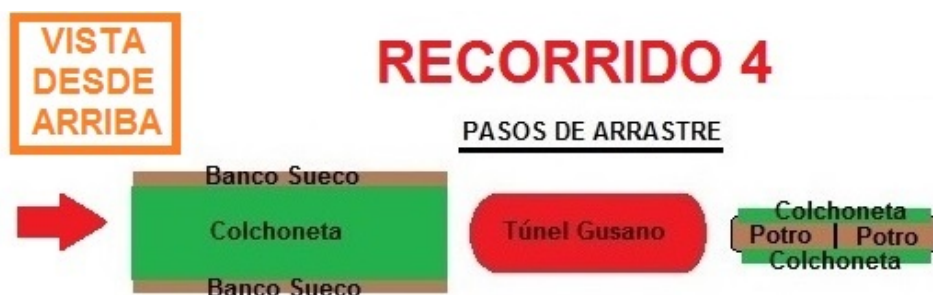 VISTA
DESDE
ARRIBA
RECORRIDO 4
PASOS DE ARRASTRE
Banco Sueco
Colchoneta
Banco Sueco
Túnel Gusano
Colchoneta
Potro | Potro
Colchoneta